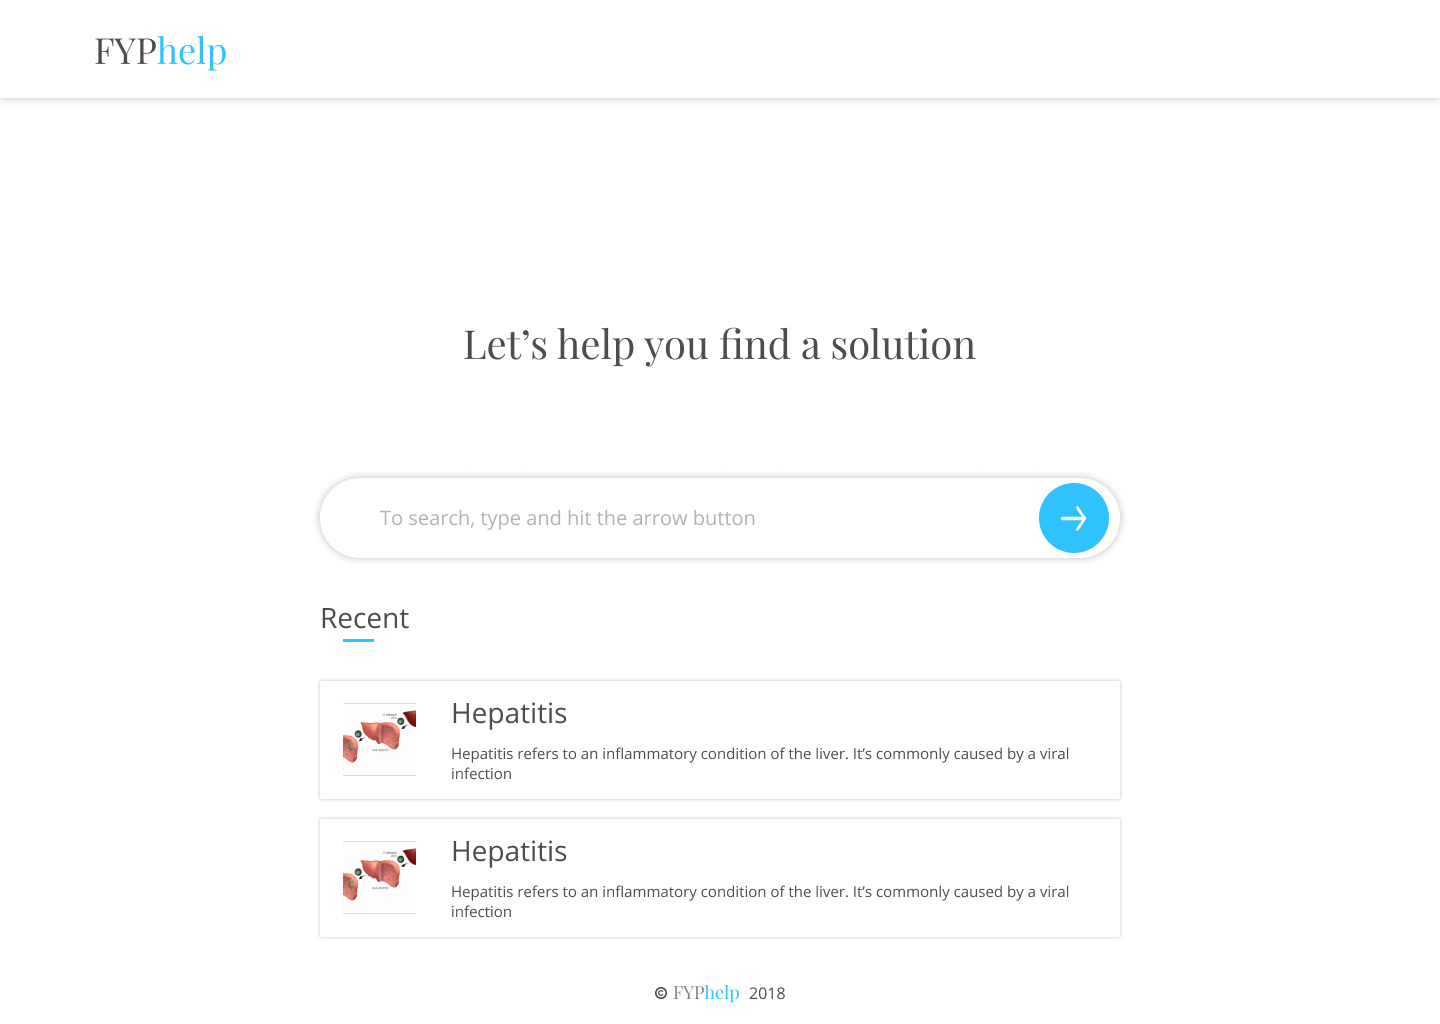 FYPhelp
Let’s help you find a solution
To search, type and hit the arrow button
Recent
Hepatitis
Hepatitis refers to an inflammatory condition of the liver. It’s commonly caused by a viral
infection
Hepatitis
Hepatitis refers to an inflammatory condition of the liver. It’s commonly caused by a viral
infection
© FYPhelp 2018